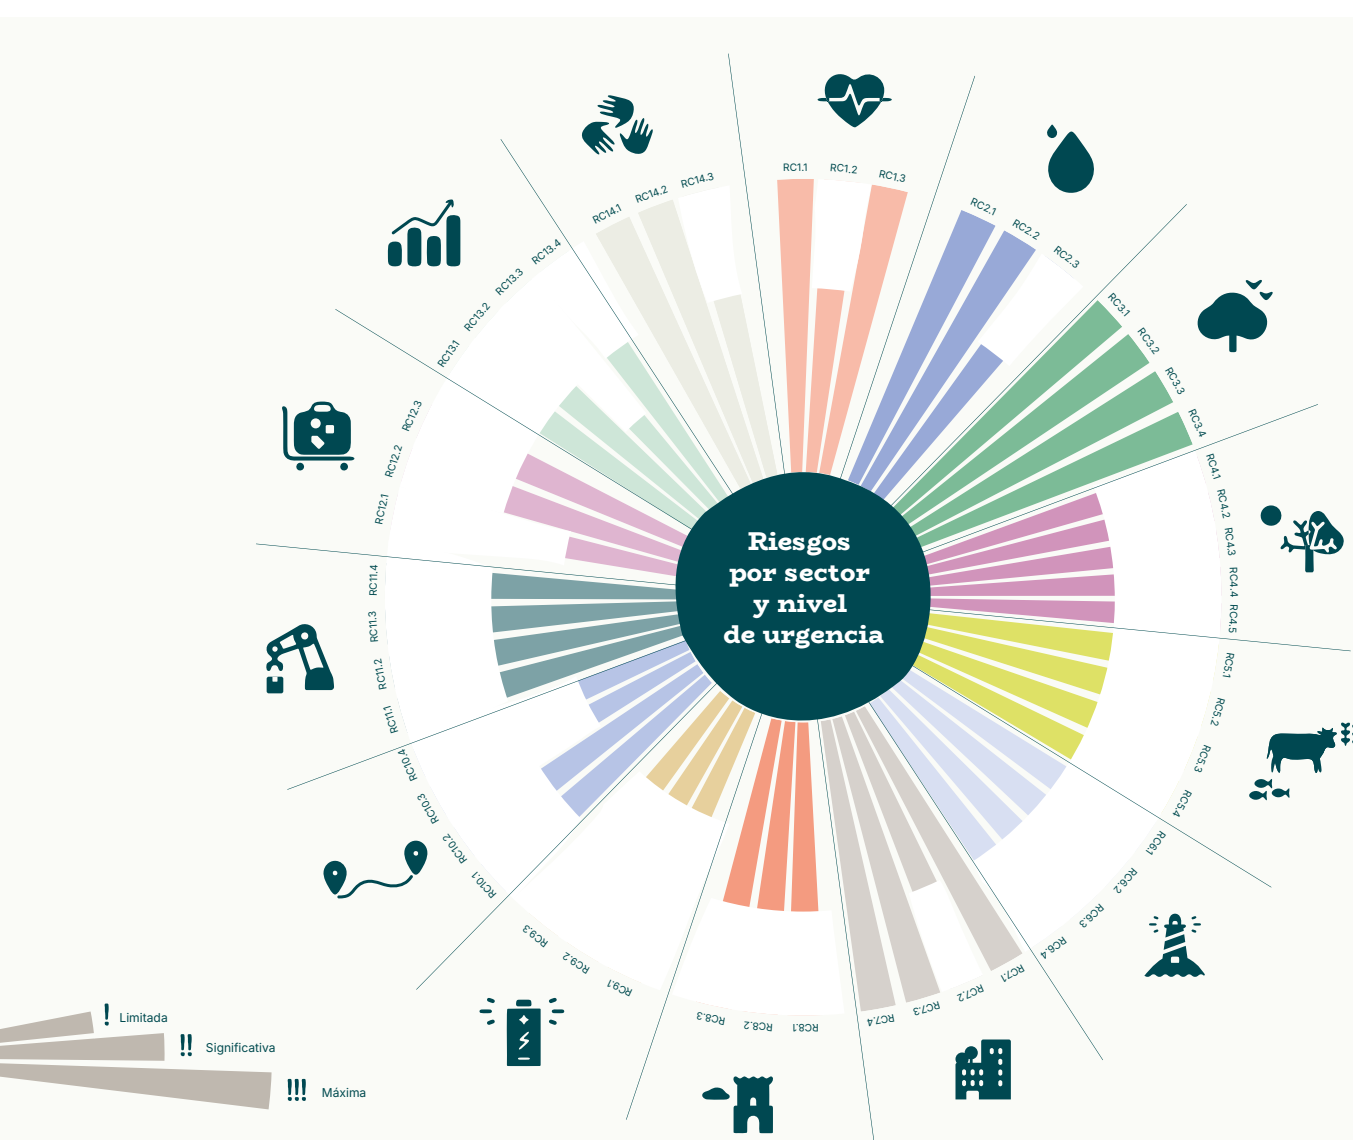 Riesgos
por sector
y nivel
de urgencia
RC1.1
RC1.2
RC1.3
RC2.1
RC2.2
RC2.3
RC3.1
RC3.2
RC3.3
RC3.4
RC4.1
RC4.2
RC4.3
RC4.4
RC4.5
RC5.1
RC5.2
RC5.3
RC5.4
RC6.1
RC6.2
RC6.3
RC6.4
RC7.1
RC7.2
RC7.3
RC7.4
RC8.1
RC8.2
RC8.3
RC9.1
RC9.2
RC9.3
RC10.1
RC10.2
RC10.3
RC10.4
RC11.1
RC11.2
RC11.3
RC11.4
RC12.1
RC12.2
RC12.3
RC13.1
RC13.2
RC13.3
RC13.4
RC14.1
RC14.2
RC14.3
! Limitada
!! Significativa
!!! Máxima